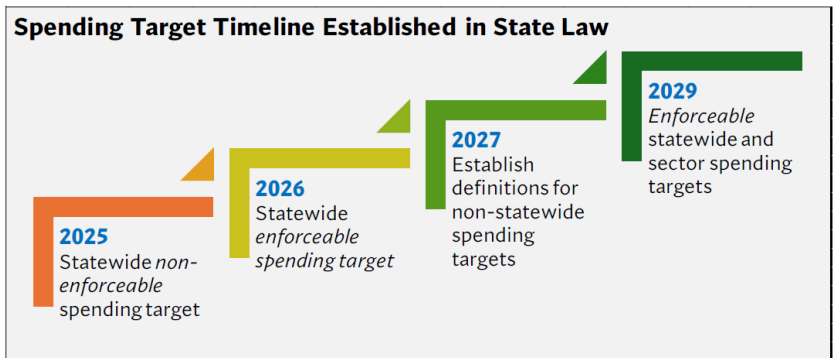 Spending Target Timeline Established in State Law
2025
Statewide non-
enforceable
spending target
2026
Statewide
enforceable
spending target
2027
Establish
definitions for
non-statewide
spending
targets
2029
Enforceable
statewide and
sector spending
targets